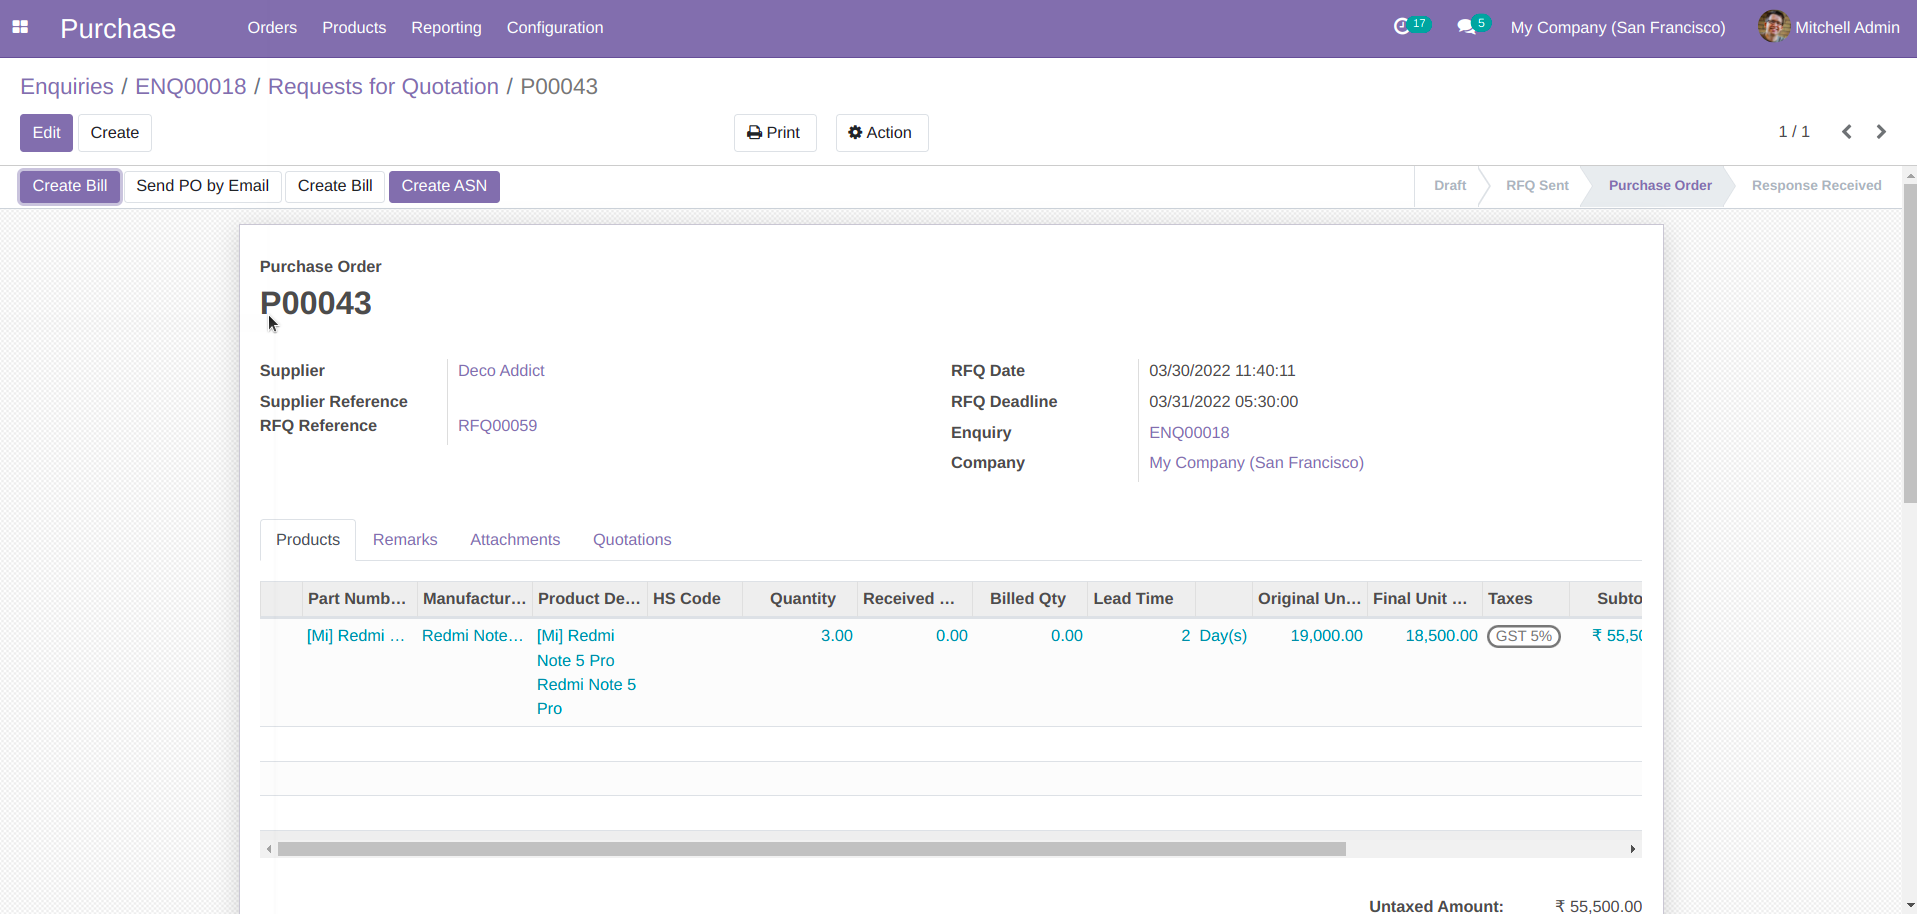 Purchase Orders Products Reporting Configuration 17 5 My Company (San Francisco) Mitchell Admin
Enquiries / ENQ00018 / Requests for Quotation / P00043
Edit Create Print Action 1 / 1
Create Bill Send PO by Email Create Bill Create ASN Draft RFQ Sent Purchase Order Response Received
Purchase Order
P00043
Supplier Deco Addict RFQ Date 03/30/2022 11:40:11
Supplier Reference RFQ Deadline 03/31/2022 05:30:00
RFQ Reference RFQ00059 Enquiry ENQ00018
Company My Company (San Francisco)
Products Remarks Attachments Quotations
Part Numb... Manufactur... Product De... HS Code Quantity Received ... Billed Qty Lead Time Original Un... Final Unit ... Taxes Subto
[Mi] Redmi ... Redmi Note... [Mi] Redmi 3.00 0.00 0.00 2 Day(s) 19,000.00 18,500.00 GST 5% ₹ 55,50
Note 5 Pro
Redmi Note 5
Pro
Untaxed Amount: ₹ 55,500.00